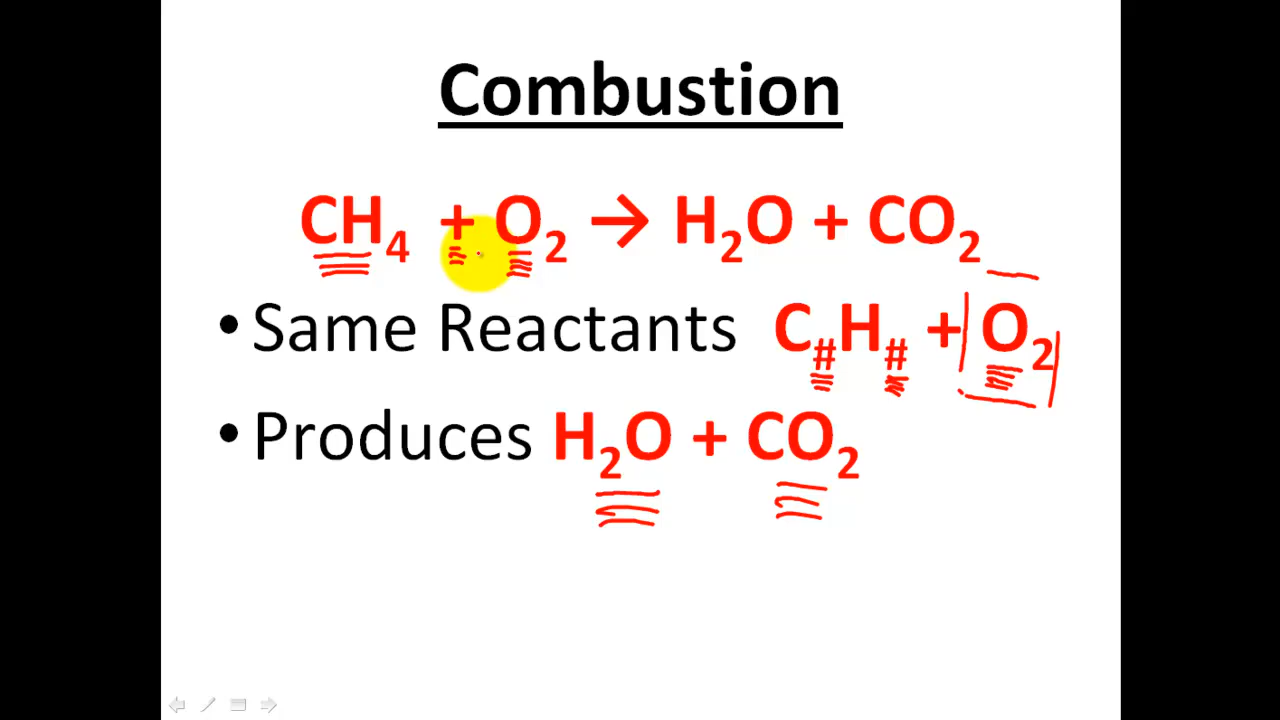 Combustion
CH₄ + O₂ → H₂O + CO₂
• Same Reactants C#H# + O₂
• Produces H₂O + CO₂